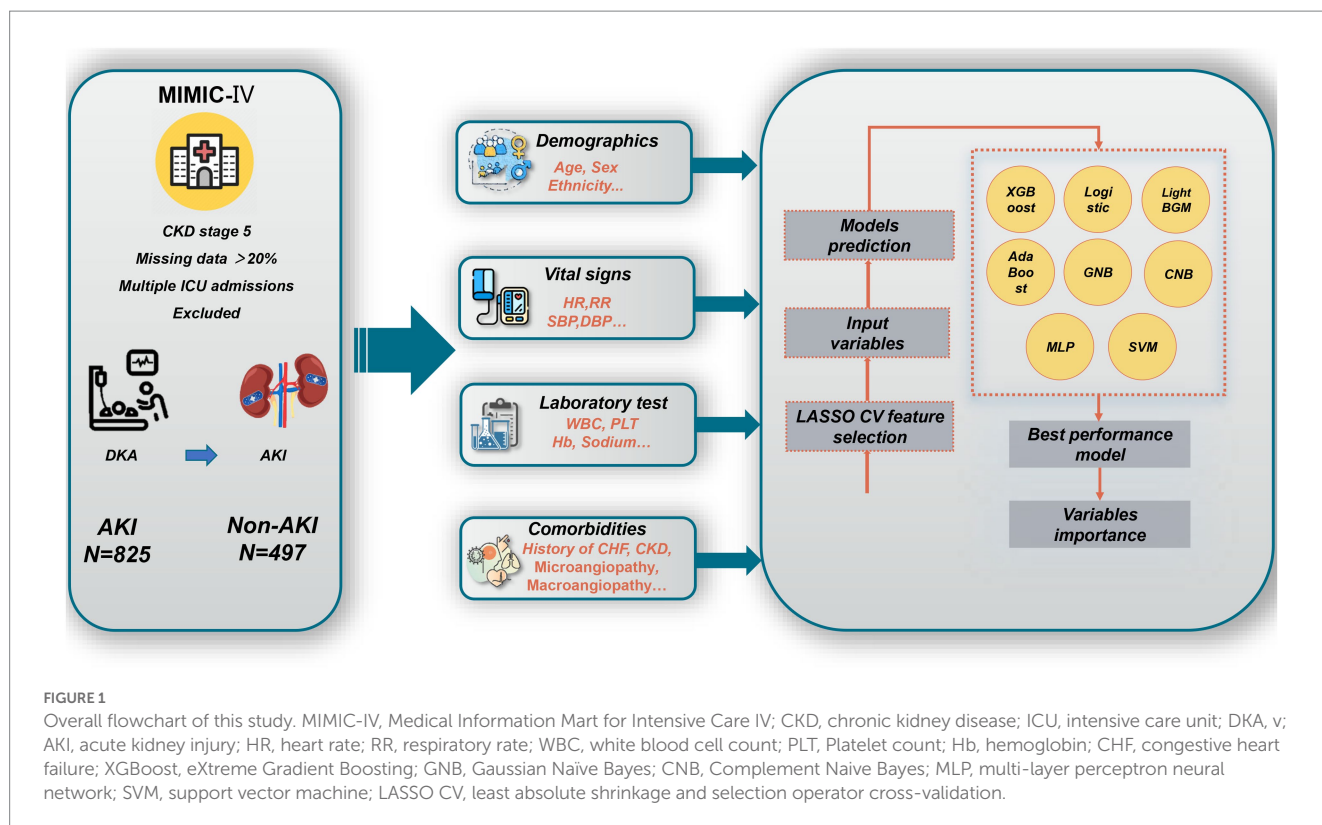 MIMIC-IV
CKD stage 5
Missing data >20%
Multiple ICU admissions
Excluded
DKA
AKI
AKI
N=825
Non-AKI
N=497
Demographics
Age, Sex
Ethnicity...
Vital signs
HR,RR
SBP,DBP...
Laboratory test
WBC, PLT
Hb, Sodium...
Comorbidities
History of CHF, CKD,
Microangiopathy,
Macroangiopathy...
Models
prediction
Input
variables
LASSO CV feature
selection
XGB
oost
Logi
stic
Light
BGM
Ada
Boo
st
GNB
CNB
MLP
SVM
Best performance
model
Variables
importance
FIGURE 1
Overall flowchart of this study. MIMIC-IV, Medical Information Mart for Intensive Care IV; CKD, chronic kidney disease; ICU, intensive care unit; DKA, v;
AKI, acute kidney injury; HR, heart rate; RR, respiratory rate; WBC, white blood cell count; PLT, Platelet count; Hb, hemoglobin; CHF, congestive heart
failure; XGBoost, eXtreme Gradient Boosting; GNB, Gaussian Naïve Bayes; CNB, Complement Naive Bayes; MLP, multi-layer perceptron neural
network; SVM, support vector machine; LASSO CV, least absolute shrinkage and selection operator cross-validation.